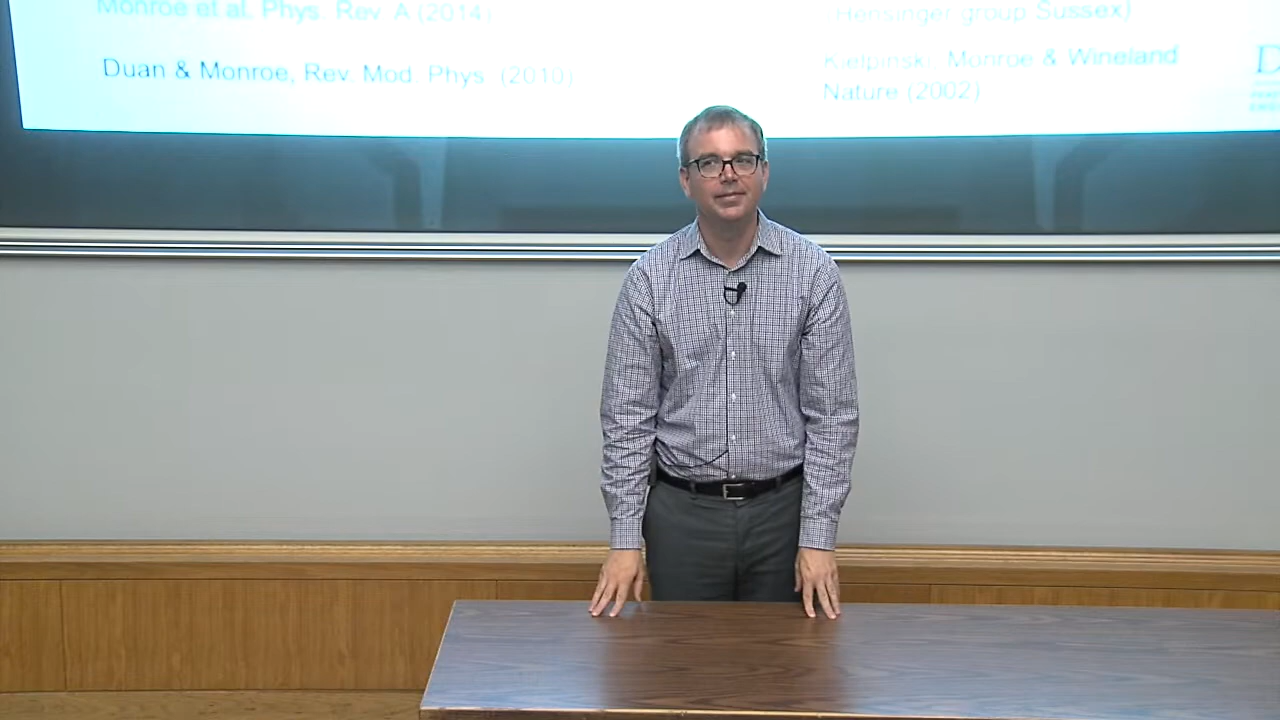 Monroe et al. Phys. Rev. A (2014)
Hensinger group Sussex)
Duan & Monroe, Rev. Mod. Phys. (2010)
Kielpinski, Monroe & Wineland
Nature (2002)